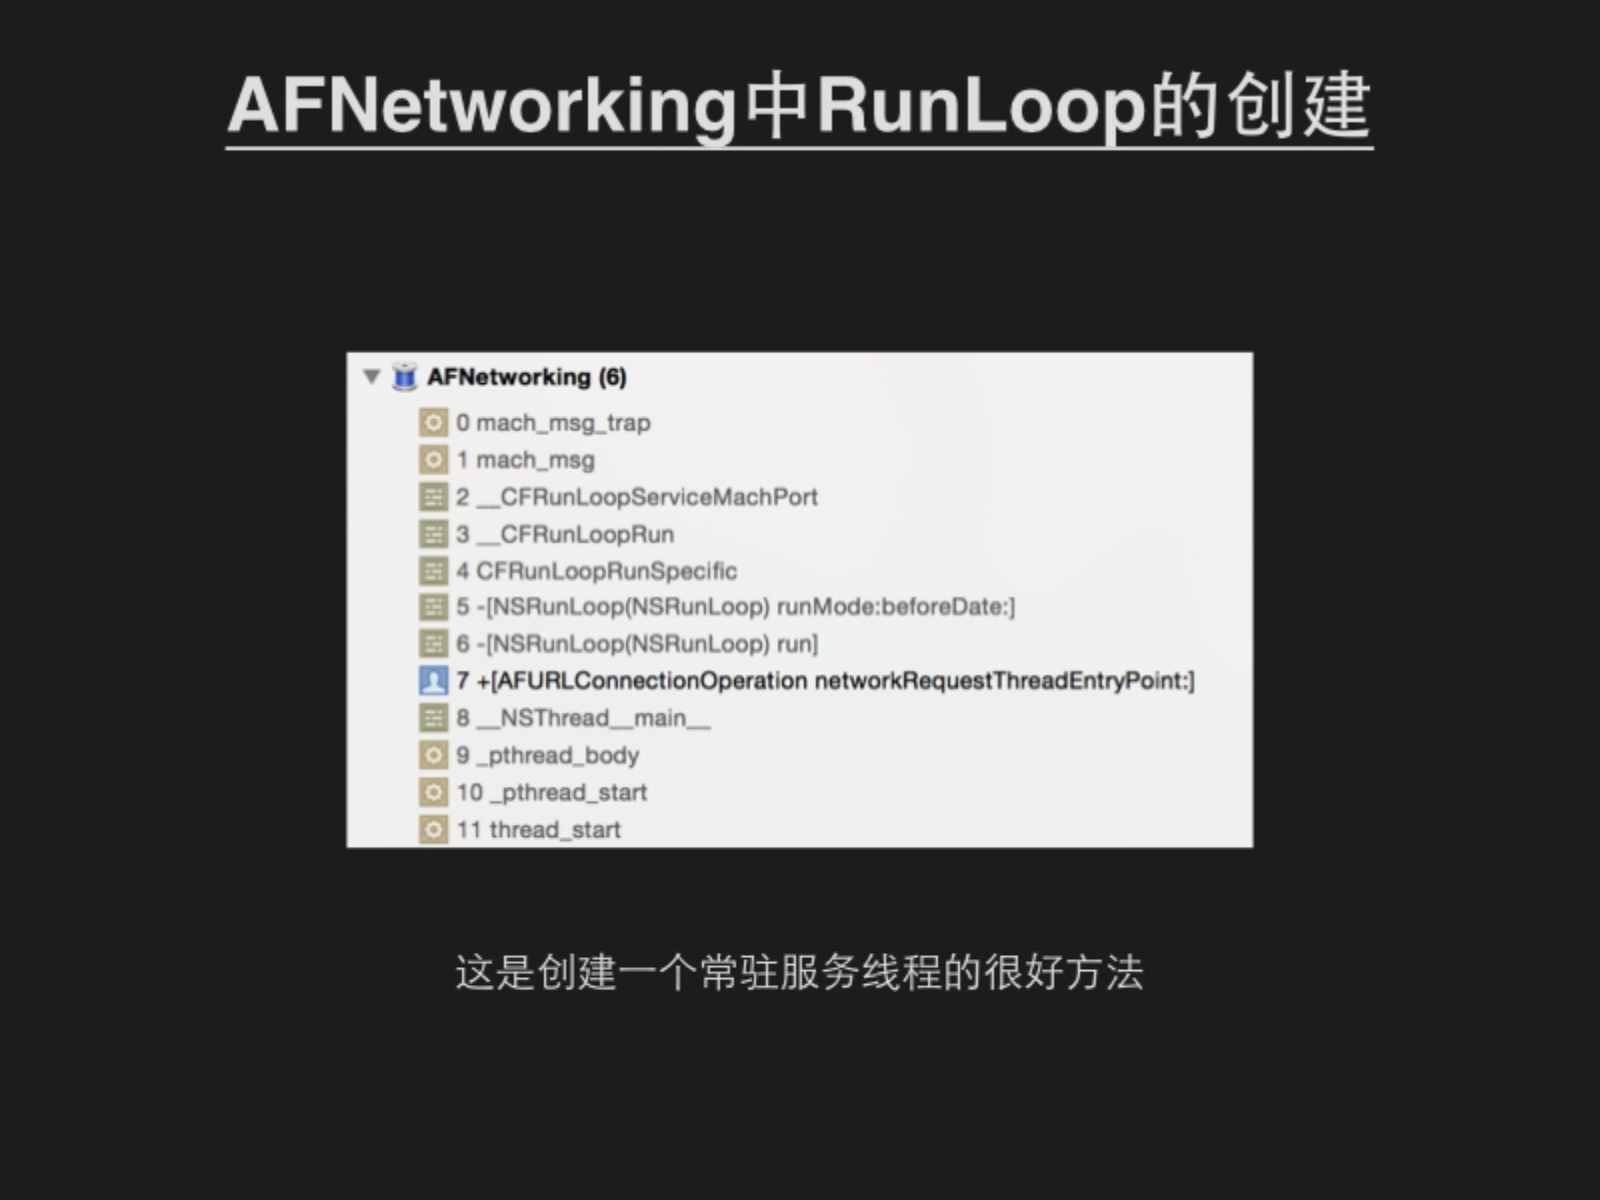 AFNetworking中RunLoop的创建
AFNetworking (6)
0 mach_msg_trap
1 mach_msg
2 __CFRunLoopServiceMachPort
3 __CFRunLoopRun
4 CFRunLoopRunSpecific
5 -[NSRunLoop(NSRunLoop) runMode:beforeDate:]
6 -[NSRunLoop(NSRunLoop) run]
7 +[AFURLConnectionOperation networkRequestThreadEntryPoint:]
8 __NSThread__main__
9 _pthread_body
10 _pthread_start
11 thread_start
这是创建一个常驻服务线程的很好方法